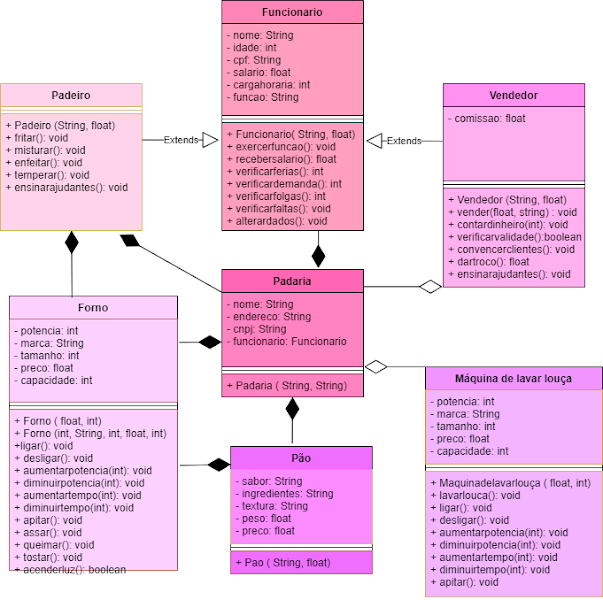 Funcionario
- nome: String
- idade: int
- cpf: String
- salario: float
- cargahoraria: int
- funcao: String
+ Funcionario( String, float)
+ exercerfuncao(): void
+ recebersalario(): float
+ verificarferias(): int
+ verificardemanda(): int
+ verificarfolgas(): int
+ verificarfaltas(): void
+ alterardados(): void
Padeiro
+ Padeiro (String, float)
+ fritar(): void
+ misturar(): void
+ enfeitar(): void
+ temperar(): void
+ ensinarajudantes(): void
Extends
Extends
Vendedor
- comissao: float
+ Vendedor (String, float)
+ vender(float, string) : void
+ contardinheiro(int): void
+ verificarvalidade():boolean
+ convencerclientes(): void
+ dartroco(): float
+ ensinarajudantes(): void
Padaria
- nome: String
- endereco: String
- cnpj: String
- funcionario: Funcionario
+ Padaria ( String, String)
Forno
- potencia: int
- marca: String
- tamanho: int
- preco: float
- capacidade: int
+ Forno ( float, int)
+ Forno (int, String, int, float, int)
+ligar(): void
+ desligar(): void
+ aumentarpotencia(int): void
+ diminuirpotencia(int): void
+ aumentartempo(int): void
+ diminuirtempo(int): void
+ apitar(): void
+ assar(): void
+ queimar(): void
+ tostar(): void
+ acenderluz(): boolean
Pão
- sabor: String
- ingredientes: String
- textura: String
- peso: float
- preco: float
+ Pao ( String, float)
Máquina de lavar louça
- potencia: int
- marca: String
- tamanho: int
- preco: float
- capacidade: int
+ Maquinadelavarlouça ( float, int)
+ lavarlouca(): void
+ ligar(): void
+ desligar(): void
+ aumentarpotencia(int): void
+ diminuirpotencia(int): void
+ aumentartempo(int): void
+ diminuirtempo(int): void
+ apitar(): void